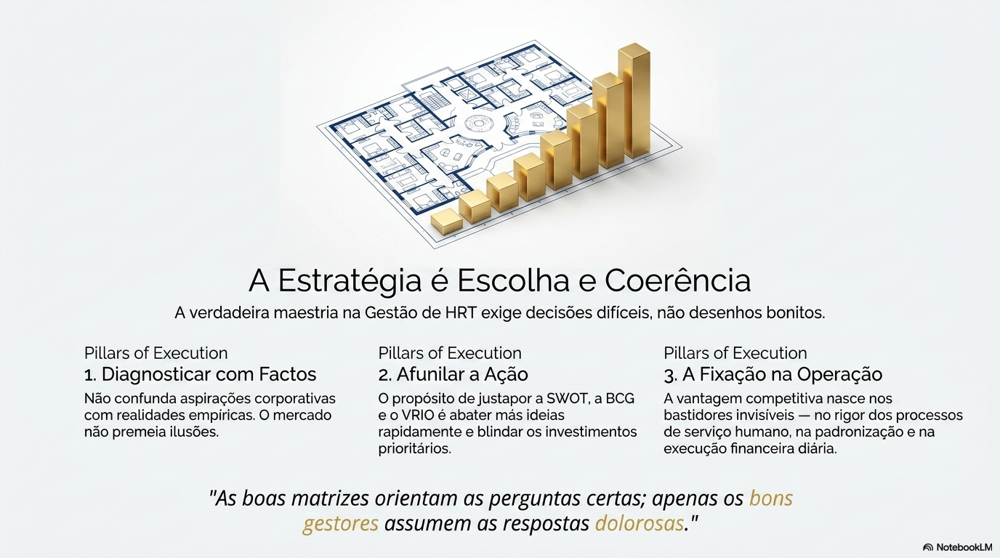 A Estratégia é Escolha e Coerência
A verdadeira maestria na Gestão de HRT exige decisões difíceis, não desenhos bonitos.
Pillars of Execution
1. Diagnosticar com Factos
Não confunda aspirações corporativas
com realidades empíricas. O mercado
não premeia ilusões.
Pillars of Execution
2. Afunilar a Ação
O propósito de justapor a SWOT, a BCG
e o VRIO é abater más ideias
rapidamente e blindar os investimentos
prioritários.
Pillars of Execution
3. A Fixação na Operação
A vantagem competitiva nasce nos
bastidores invisíveis — no rigor dos processos
de serviço humano, na padronização e na
execução financeira diária.
"As boas matrizes orientam as perguntas certas; apenas os bons
gestores assumem as respostas dolorosas."
NotebookLM